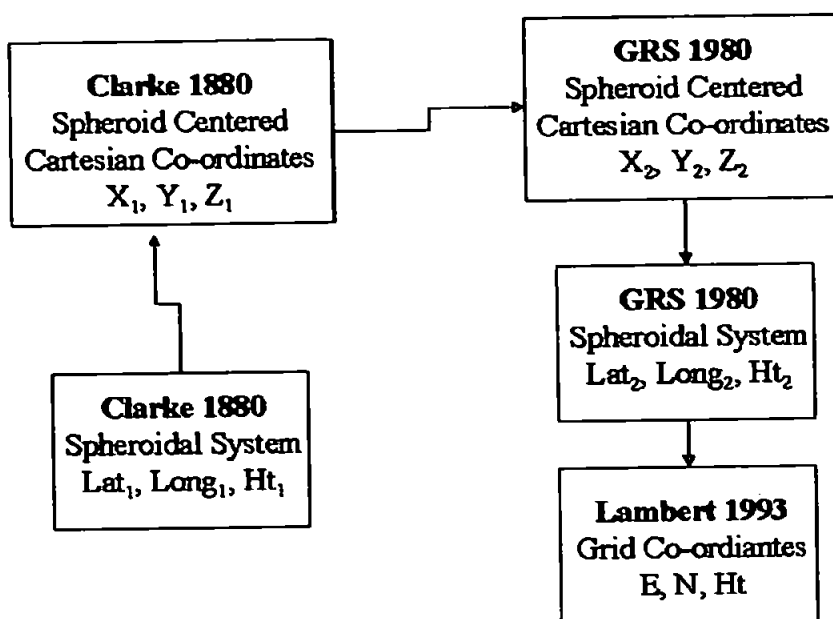 Clarke 1880
Spheroid Centered
Cartesian Co-ordinates
X₁, Y₁, Z₁
GRS 1980
Spheroid Centered
Cartesian Co-ordinates
X₂, Y₂, Z₂
GRS 1980
Spheroidal System
Lat₂, Long₂, Ht₂
Clarke 1880
Spheroidal System
Lat₁, Long₁, Ht₁
Lambert 1993
Grid Co-ordiantes
E, N, Ht